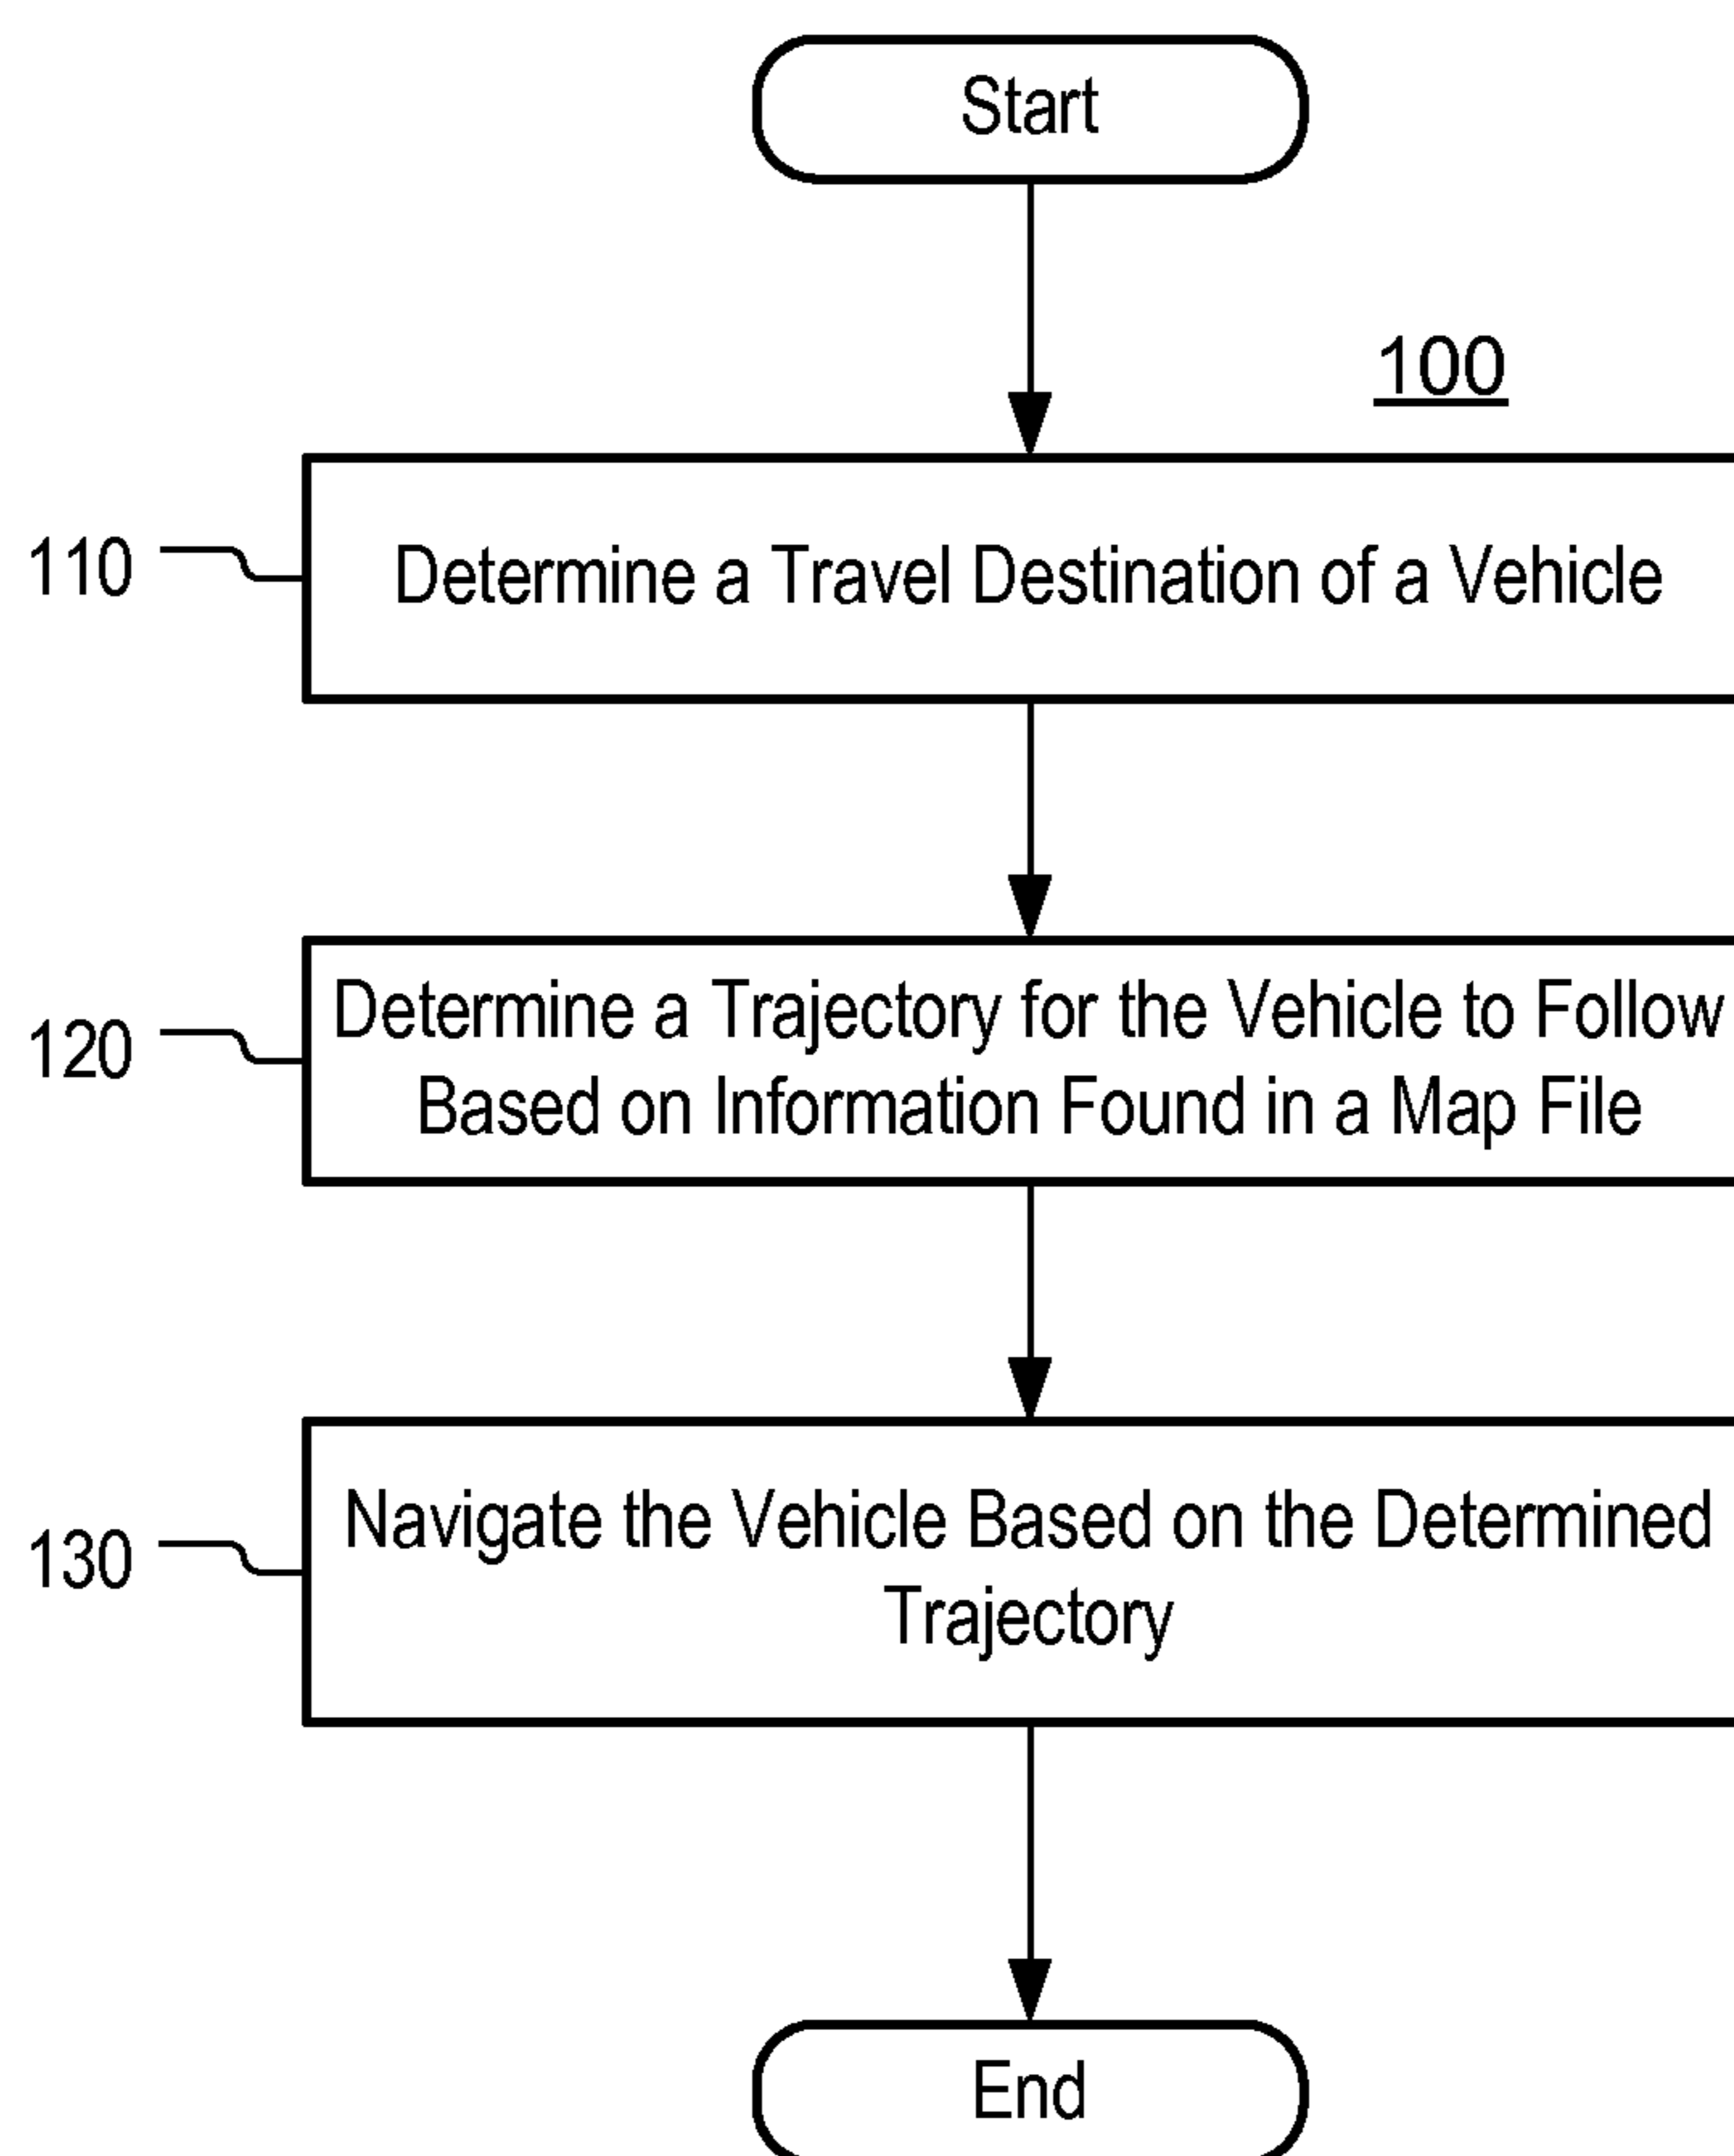 Start
100
110
Determine a Travel Destination of a Vehicle
120
Determine a Trajectory for the Vehicle to Follow
Based on Information Found in a Map File
130
Navigate the Vehicle Based on the Determined
Trajectory
End